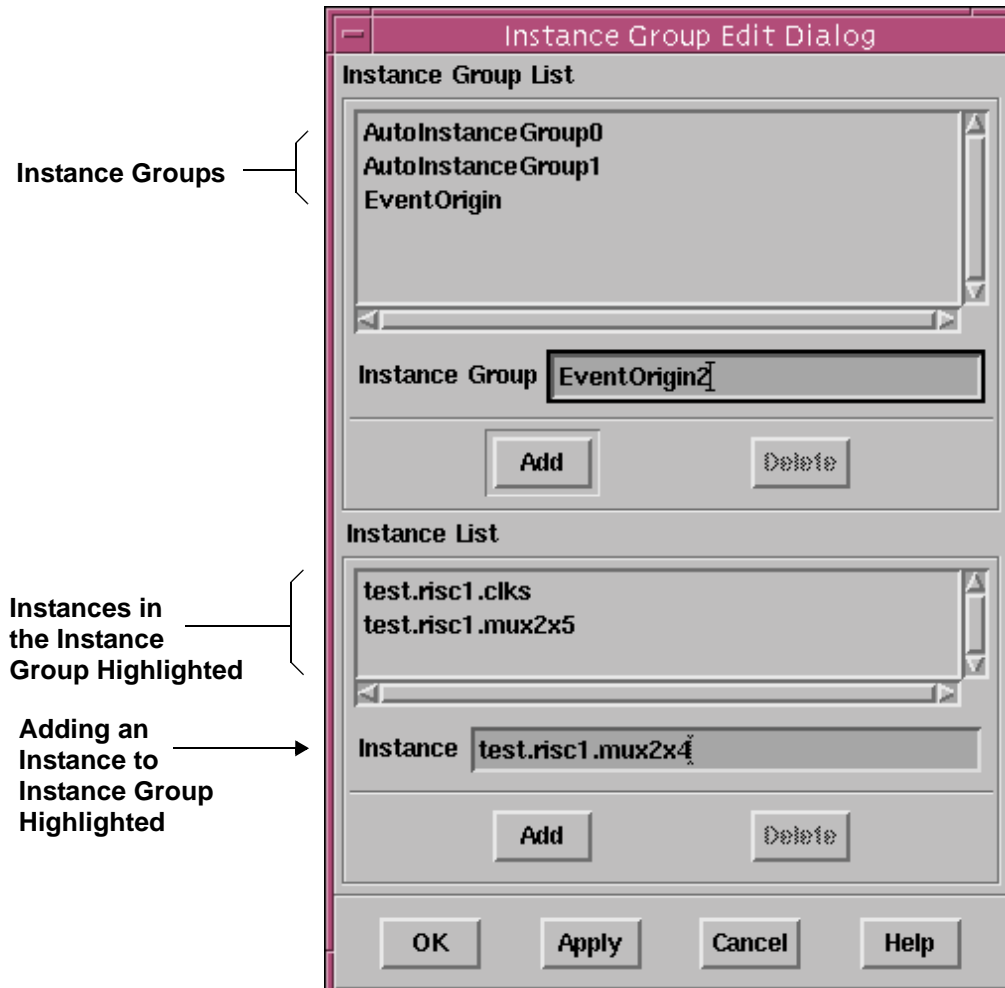 Instance Group Edit Dialog
Instance Group List
AutoInstanceGroup0
AutoInstanceGroup1
EventOrigin
Instance Groups
Instance Group EventOrigin2
Add Delete
Instance List
test.risc1.clks
test.risc1.mux2x5
Instances in
the Instance
Group Highlighted
Adding an
Instance to
Instance Group
Highlighted
Instance test.risc1.mux2x4
Add Delete
OK Apply Cancel Help